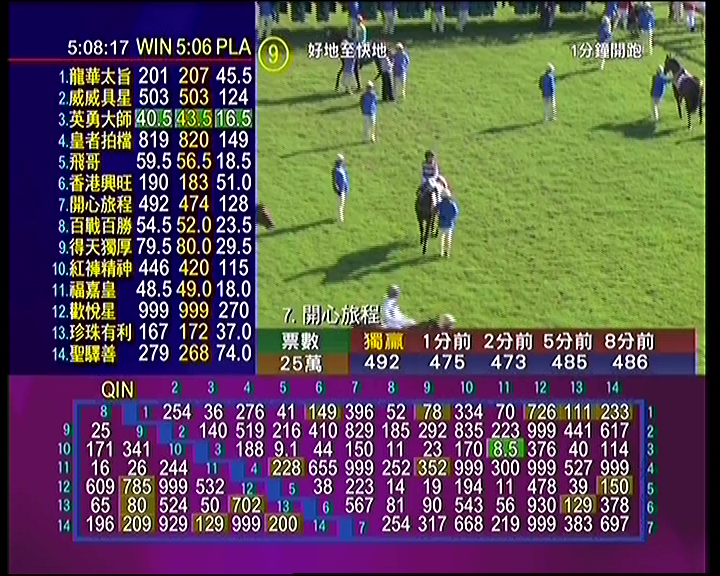 5:08:17 WIN 5:06 PLA
9 好地至快地 1分鐘開跑
1.龍華太旨 201 207 45.5
2.威威具星 503 503 124
3.英勇大師 40.5 43.5 16.5
4.皇者拍檔 819 820 149
5.飛哥 59.5 56.5 18.5
6.香港興旺 190 183 51.0
7.開心旅程 492 474 128
8.百戰百勝 54.5 52.0 23.5
9.得天獨厚 79.5 80.0 29.5
10.紅褲精神 446 420 115
11.福嘉皇 48.5 49.0 18.0
12.歡悅星 999 999 270
13.珍珠有利 167 172 37.0
14.聖驛善 279 268 74.0
7. 開心旅程
票數 獨贏 1分前 2分前 5分前 8分前
25萬 492 475 473 485 486
QIN 2 3 4 5 6 7 8 9 10 11 12 13 14
8 1 254 36 276 41 149 396 52 78 334 70 726 111 233 1
9 25 9 2 140 519 216 410 829 185 292 835 223 999 441 617 2
10 171 341 10 3 188 9.1 44 150 11 23 170 8.5 376 40 114 3
11 16 26 244 11 4 228 655 999 252 352 999 300 999 527 999 4
12 609 785 999 532 12 5 38 223 14 19 194 11 478 39 150 5
13 65 80 524 50 702 13 6 567 81 90 543 56 930 129 378 6
14 196 209 929 129 999 200 14 7 254 317 668 219 999 383 697 7